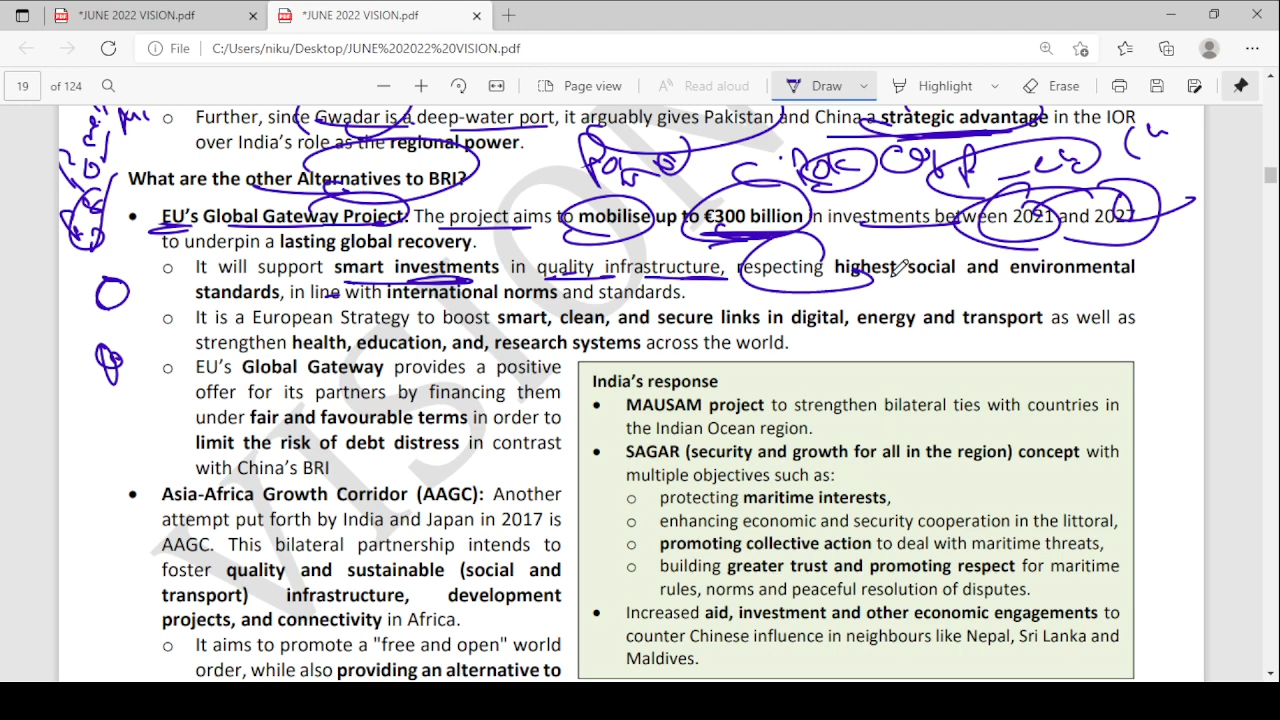 *JUNE 2022 VISION.pdf
*JUNE 2022 VISION.pdf
File C:/Users/niku/Desktop/JUNE%202022%20VISION.pdf
19 of 124 Page view Read aloud Draw Highlight Erase
o Further, since Gwadar is a deep-water port, it arguably gives Pakistan and China a strategic advantage in the IOR
over India's role as the regional power.
What are the other Alternatives to BRI?
• EU's Global Gateway Project: The project aims to mobilise up to €300 billion in investments between 2021 and 2027
to underpin a lasting global recovery.
o It will support smart investments in quality infrastructure, respecting highest social and environmental
standards, in line with international norms and standards.
o It is a European Strategy to boost smart, clean, and secure links in digital, energy and transport as well as
strengthen health, education, and, research systems across the world.
o EU's Global Gateway provides a positive
offer for its partners by financing them
under fair and favourable terms in order to
limit the risk of debt distress in contrast
with China's BRI
• Asia-Africa Growth Corridor (AAGC): Another
attempt put forth by India and Japan in 2017 is
AAGC. This bilateral partnership intends to
foster quality and sustainable (social and
transport) infrastructure, development
projects, and connectivity in Africa.
o It aims to promote a "free and open" world
order, while also providing an alternative to
India's response
• MAUSAM project to strengthen bilateral ties with countries in
the Indian Ocean region.
• SAGAR (security and growth for all in the region) concept with
multiple objectives such as:
o protecting maritime interests,
o enhancing economic and security cooperation in the littoral,
o promoting collective action to deal with maritime threats,
o building greater trust and promoting respect for maritime
rules, norms and peaceful resolution of disputes.
• Increased aid, investment and other economic engagements to
counter Chinese influence in neighbours like Nepal, Sri Lanka and
Maldives.
VISION